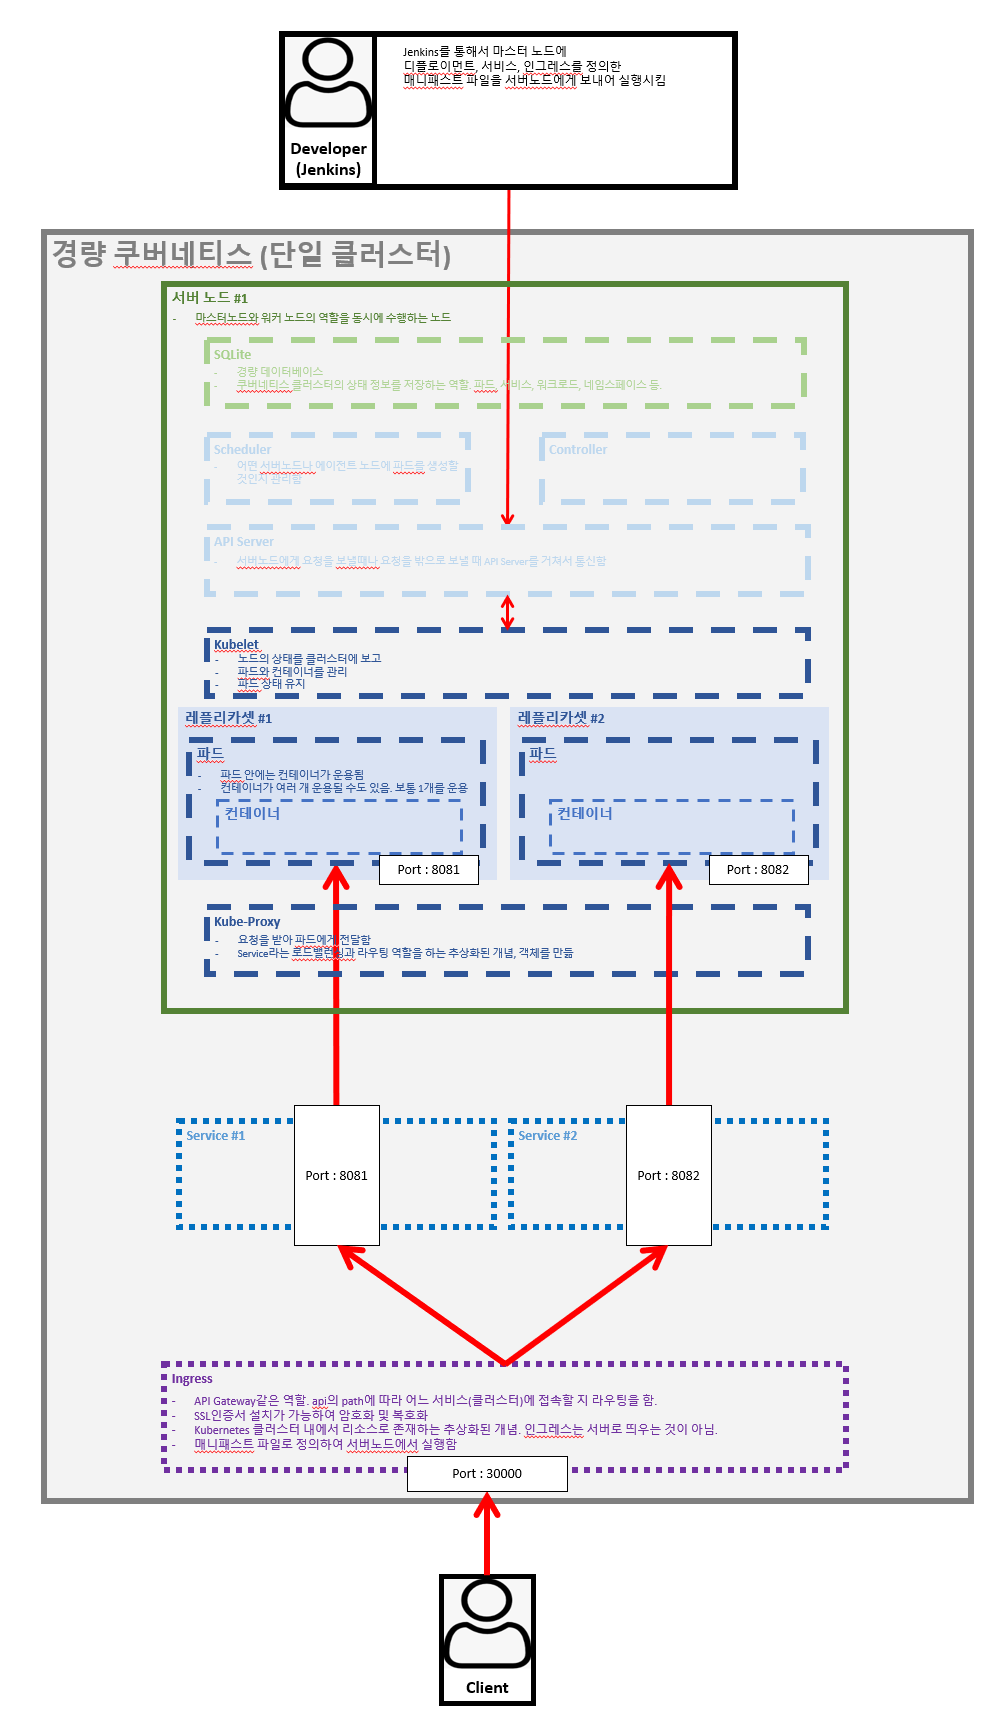 Jenkins를 통해서 마스터 노드에
디플로이먼트, 서비스, 인그레스를 정의한
매니패스트 파일을 서버노드에게 보내어 실행시킴
Developer
(Jenkins)
경량 쿠버네티스 (단일 클러스터)
서버 노드 #1
- 마스터노드와 워커 노드의 역할을 동시에 수행하는 노드
SQLite
- 경량 데이터베이스
- 쿠버네티스 클러스터의 상태 정보를 저장하는 역할. 파드, 서비스, 워크로드, 네임스페이스 등.
Scheduler
- 어떤 서버노드나 에이전트 노드에 파드를 생성할
것인지 관리함
Controller
API Server
- 서버노드에게 요청을 보낼때나 요청을 밖으로 보낼 때 API Server를 거쳐서 통신함
Kubelet
- 노드의 상태를 클러스터에 보고
- 파드와 컨테이너를 관리
- 파드 상태 유지
레플리카셋 #1
파드
- 파드 안에는 컨테이너가 운용됨
- 컨테이너가 여러 개 운용될 수도 있음. 보통 1개를 운용
컨테이너
Port : 8081
레플리카셋 #2
파드
컨테이너
Port : 8082
Kube-Proxy
- 요청을 받아 파드에게 전달함
- Service라는 로드밸런싱과 라우팅 역할을 하는 추상화된 개념, 객체를 만듦
Service #1
Port : 8081
Service #2
Port : 8082
Ingress
- API Gateway같은 역할. api의 path에 따라 어느 서비스(클러스터)에 접속할 지 라우팅을 함.
- SSL인증서 설치가 가능하여 암호화 및 복호화
- Kubernetes 클러스터 내에서 리소스로 존재하는 추상화된 개념. 인그레스는 서버로 띄우는 것이 아님.
- 매니패스트 파일로 정의하여 서버노드에서 실행함
Port : 30000
Client